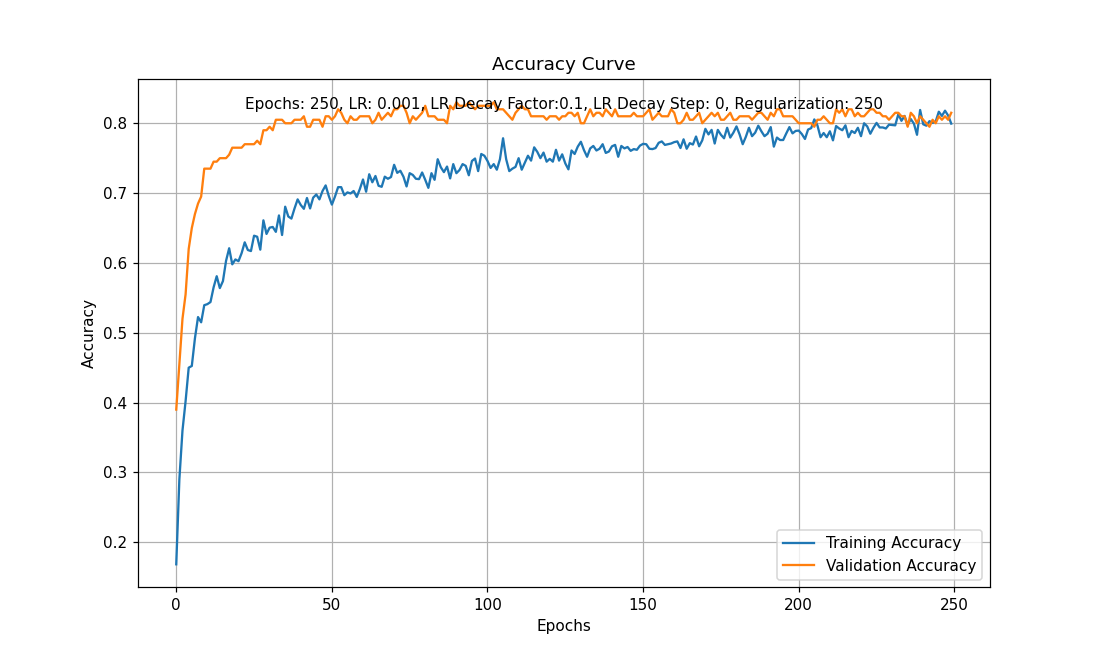 Accuracy Curve
Epochs: 250, LR: 0.001, LR Decay Factor:0.1, LR Decay Step: 0, Regularization: 250
Accuracy
0.8
0.7
0.6
0.5
0.4
0.3
0.2
Training Accuracy
Validation Accuracy
0 50 100 150 200 250
Epochs